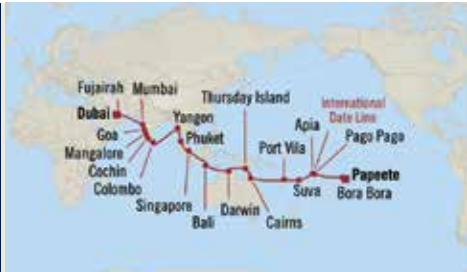 Fujairah
Mumbai
Dubai
Goa
Mangalore
Cochin
Colombo
Yangon
Phuket
Singapore
Bali
Thursday Island
Darwin
Cairns
Port Vila
Suva
Apia
International
Date Line
Pago Pago
Papeete
Bora Bora